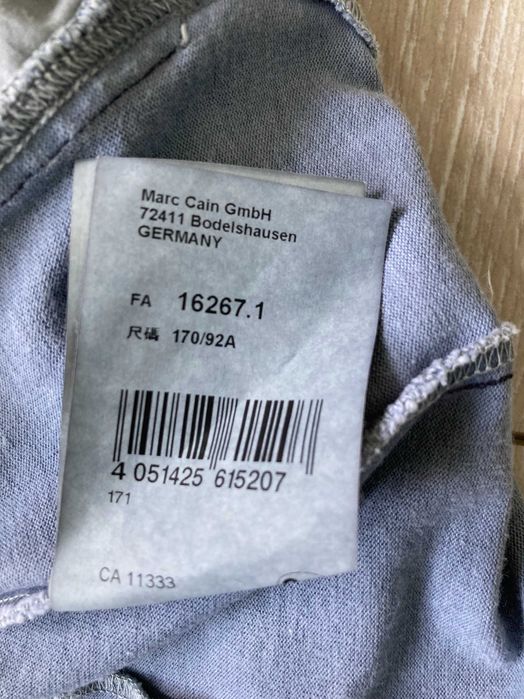 Marc Cain GmbH
72411 Bodelshausen
GERMANY
FA 16267.1
尺碼 170/92A
4 051425 615207
171
CA 11333